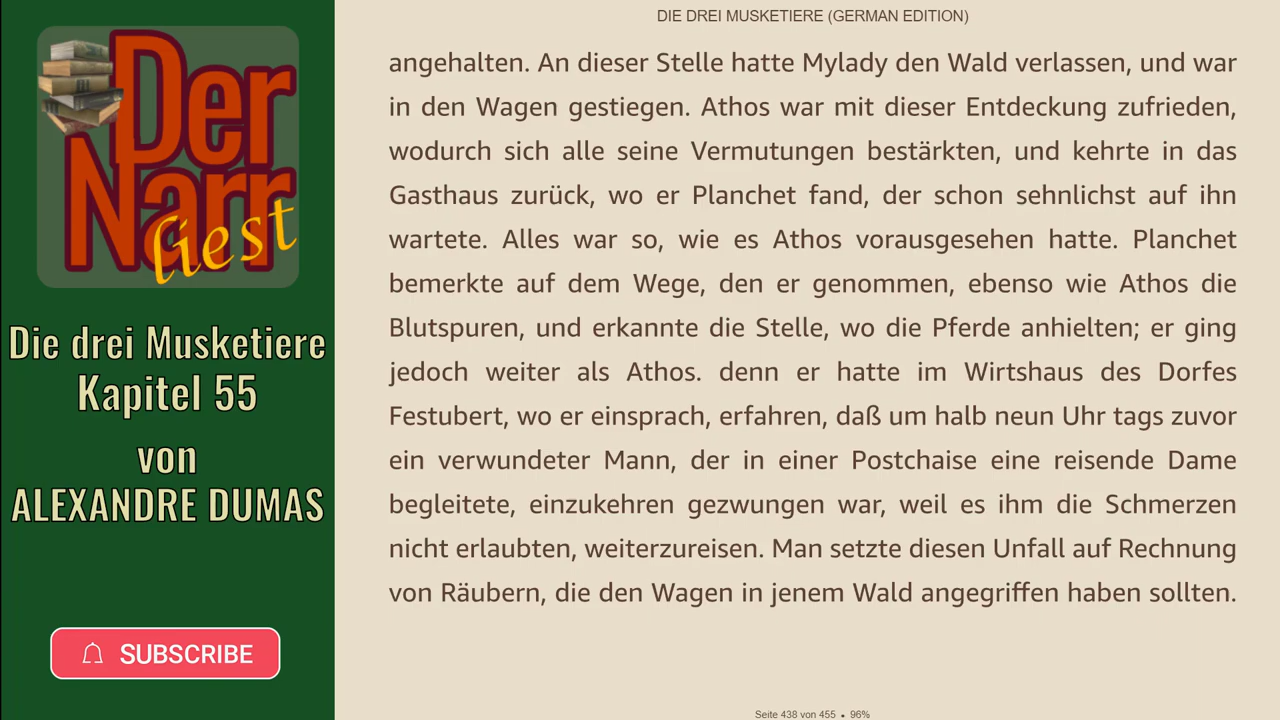 Der
Narr
liest
Die drei Musketiere
Kapitel 55
von
ALEXANDRE DUMAS
SUBSCRIBE
DIE DREI MUSKETIERE (GERMAN EDITION)
angehalten. An dieser Stelle hatte Mylady den Wald verlassen, und war
in den Wagen gestiegen. Athos war mit dieser Entdeckung zufrieden,
wodurch sich alle seine Vermutungen bestärkten, und kehrte in das
Gasthaus zurück, wo er Planchet fand, der schon sehnlichst auf ihn
wartete. Alles war so, wie es Athos vorausgesehen hatte. Planchet
bemerkte auf dem Wege, den er genommen, ebenso wie Athos die
Blutspuren, und erkannte die Stelle, wo die Pferde anhielten; er ging
jedoch weiter als Athos. denn er hatte im Wirtshaus des Dorfes
Festubert, wo er einsprach, erfahren, daß um halb neun Uhr tags zuvor
ein verwundeter Mann, der in einer Postchaise eine reisende Dame
begleitete, einzukehren gezwungen war, weil es ihm die Schmerzen
nicht erlaubten, weiterzureisen. Man setzte diesen Unfall auf Rechnung
von Räubern, die den Wagen in jenem Wald angegriffen haben sollten.
Seite 438 von 455 • 96%